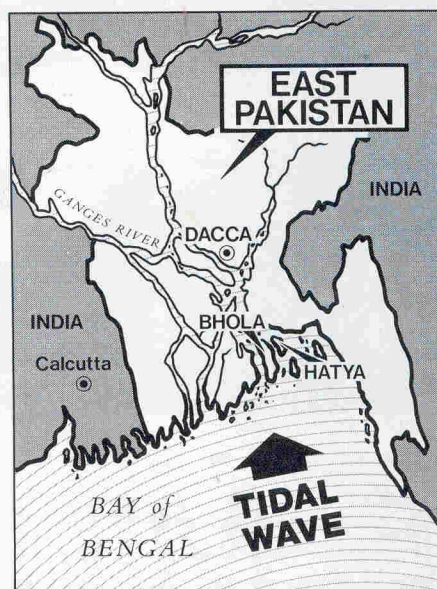 EAST
PAKISTAN
INDIA
GANGES RIVER
DACCA
INDIA
BHOLA
Calcutta
HATYA
BAY of
BENGAL
TIDAL
WAVE